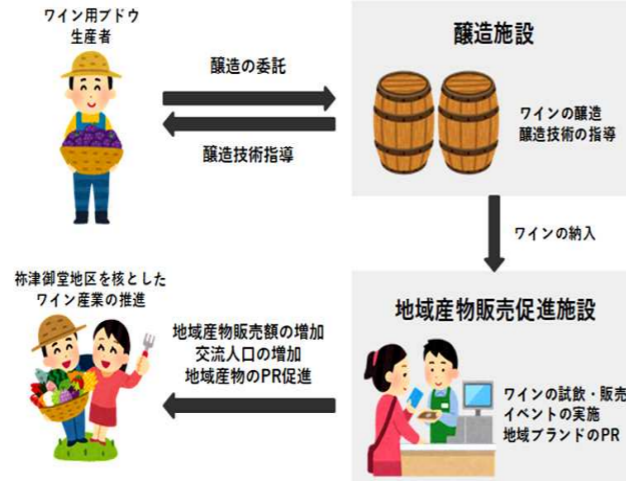 ワイン用ブドウ
生産者
醸造の委託
醸造技術指導
醸造施設
ワインの醸造
醸造技術の指導
ワインの納入
地域産物販売促進施設
ワインの試飲・販売
イベントの実施
地域ブランドのPR
地域産物販売額の増加
交流人口の増加
地域産物のPR促進
祢津御堂地区を核とした
ワイン産業の推進